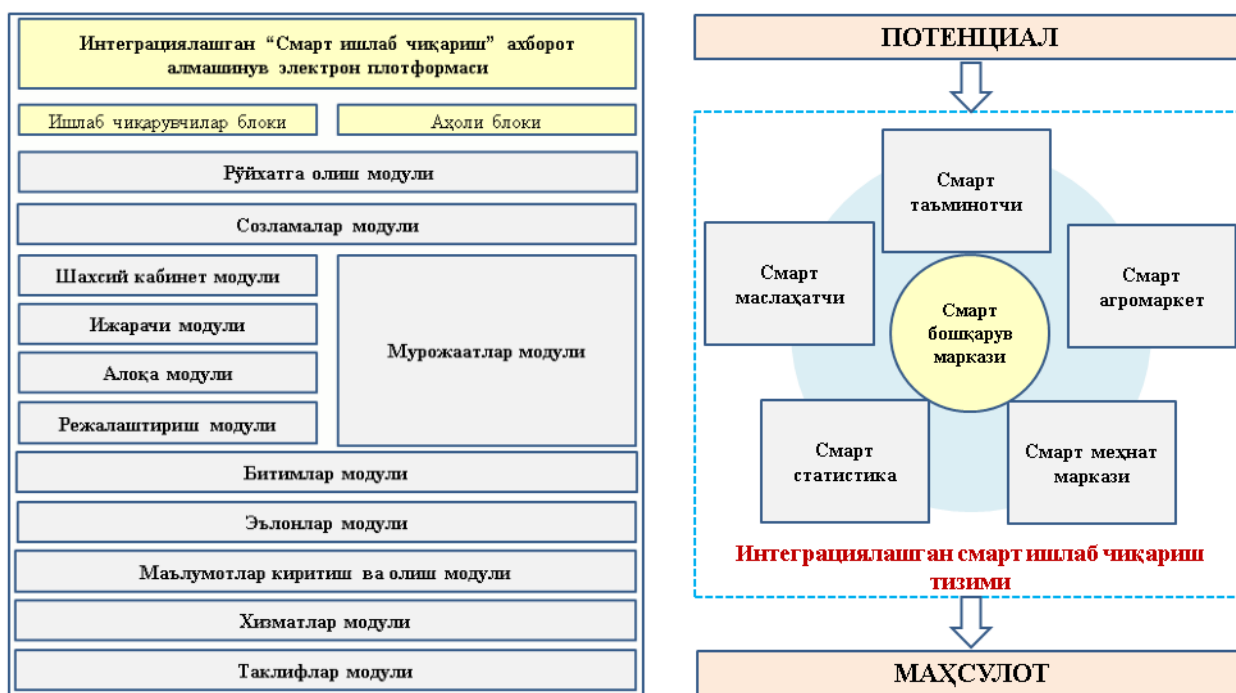 Интеграциялашган “Смарт ишлаб чиқариш” ахборот
алмашинув электрон плотформаси
Ишлаб чиқарувчилар блоки
Аҳоли блоки
Рўйхатга олиш модули
Созламалар модули
Шахсий кабинет модули
Ижарачи модули
Алоқа модули
Режалаштириш модули
Мурожаатлар модули
Битимлар модули
Эълонлар модули
Маълумотлар киритиш ва олиш модули
Хизматлар модули
Таклифлар модули
ПОТЕНЦИАЛ
Смарт
таъминотчи
Смарт
маслаҳатчи
Смарт
агромаркет
Смарт
бошқарув
маркази
Смарт
статистика
Смарт меҳнат
маркази
Интеграциялашган смарт ишлаб чиқариш
тизими
МАҲСУЛОТ